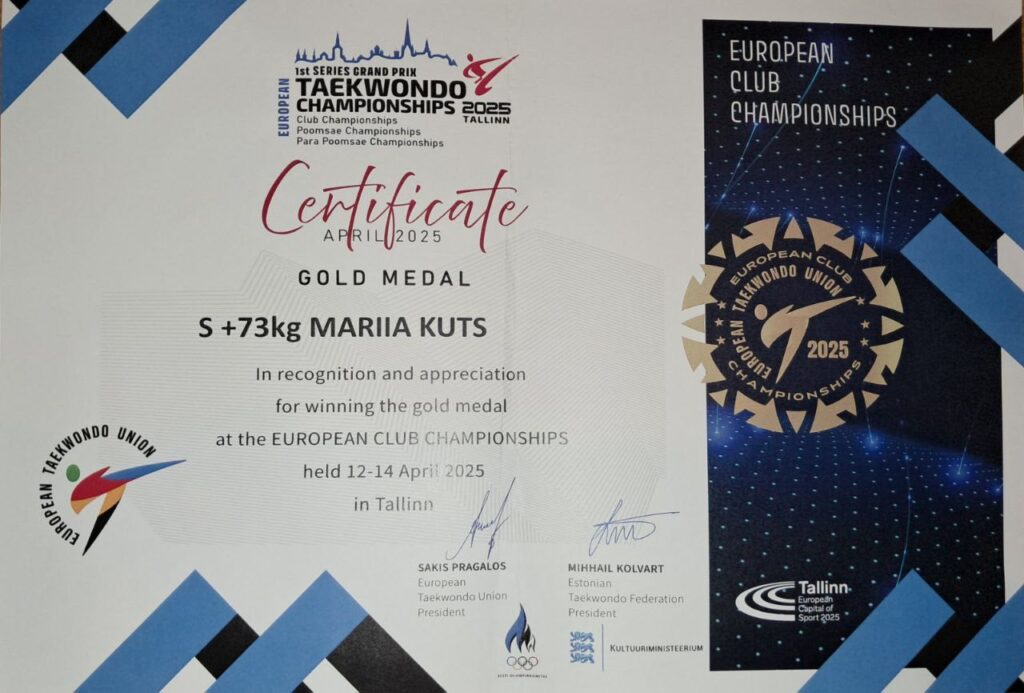 1st SERIES GRAND PRIX
EUROPEAN
TAEKWONDO
CHAMPIONSHIPS 2025
TALLINN
Club Championships
Poomsae Championships
Para Poomsae Championships
Certificate
APRIL 2025
GOLD MEDAL
S +73kg MARIIA KUTS
In recognition and appreciation
for winning the gold medal
at the EUROPEAN CLUB CHAMPIONSHIPS
held 12-14 April 2025
in Tallinn
EUROPEAN TAEKWONDO UNION
SAKIS PRAGALOS
European
Taekwondo Union
President
MIHHAIL KOLVART
Estonian
Taekwondo Federation
President
EESTI OLÜMPIAKOMITEE
KULTUURIMINISTEERIUM
EUROPEAN
CLUB
CHAMPIONSHIPS
EUROPEAN CLUB
EUROPEAN TAEKWONDO UNION
2025
CHAMPIONSHIPS
Tallinn
European
Capital of
Sport 2025